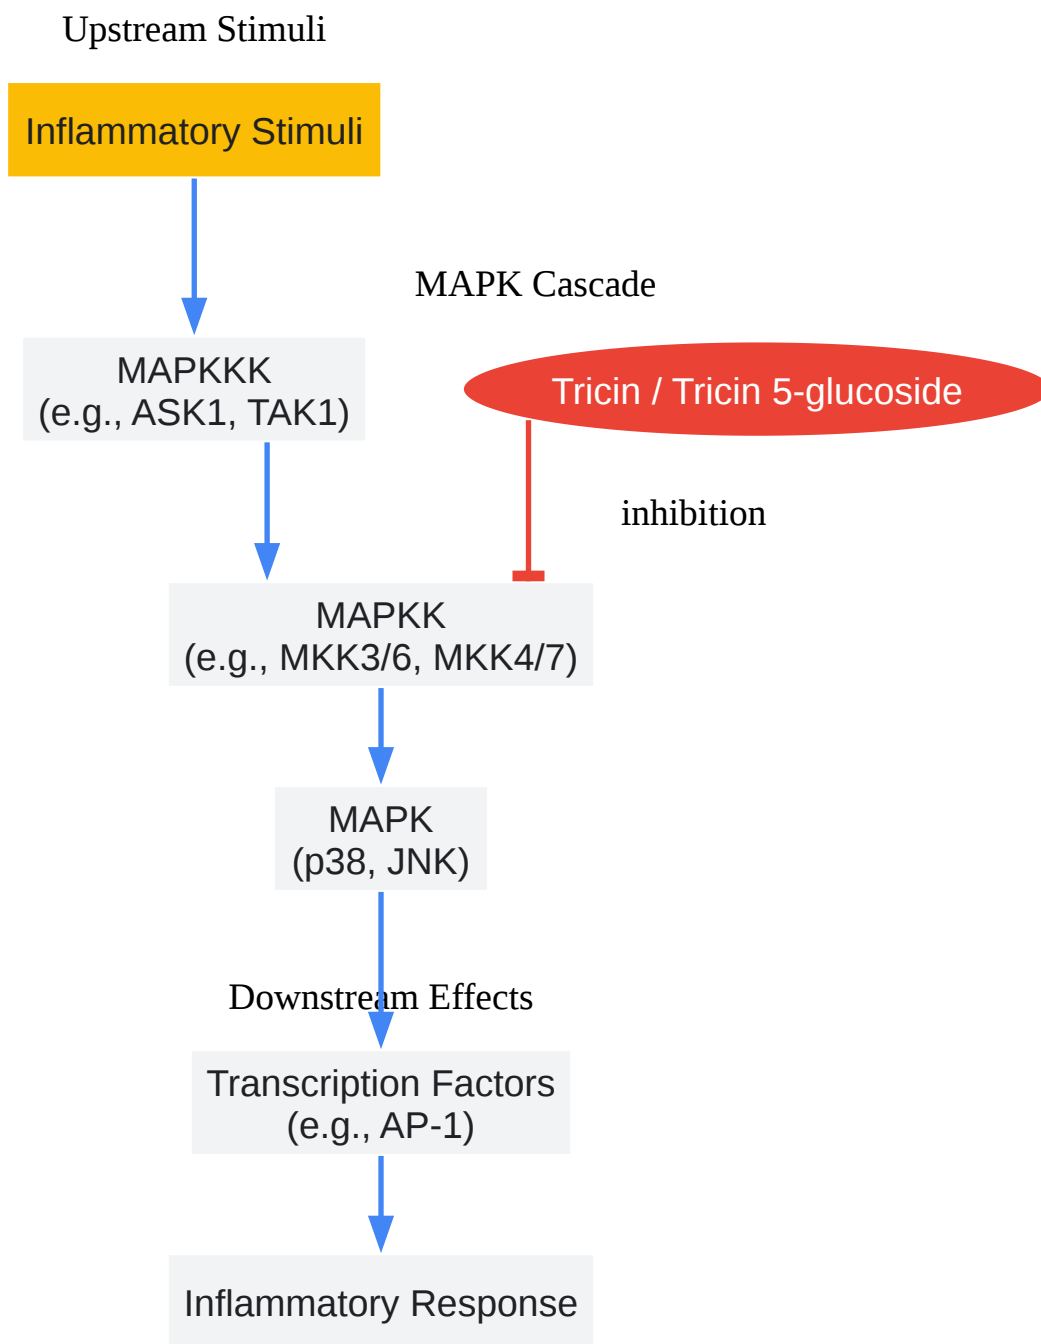 Upstream Stimuli
Inflammatory Stimuli
MAPK Cascade
MAPKKK
(e.g., ASK1, TAK1)
Tricin / Tricin 5-glucoside
inhibition
MAPKK
(e.g., MKK3/6, MKK4/7)
MAPK
(p38, JNK)
Downstream Effects
Transcription Factors
(e.g., AP-1)
Inflammatory Response